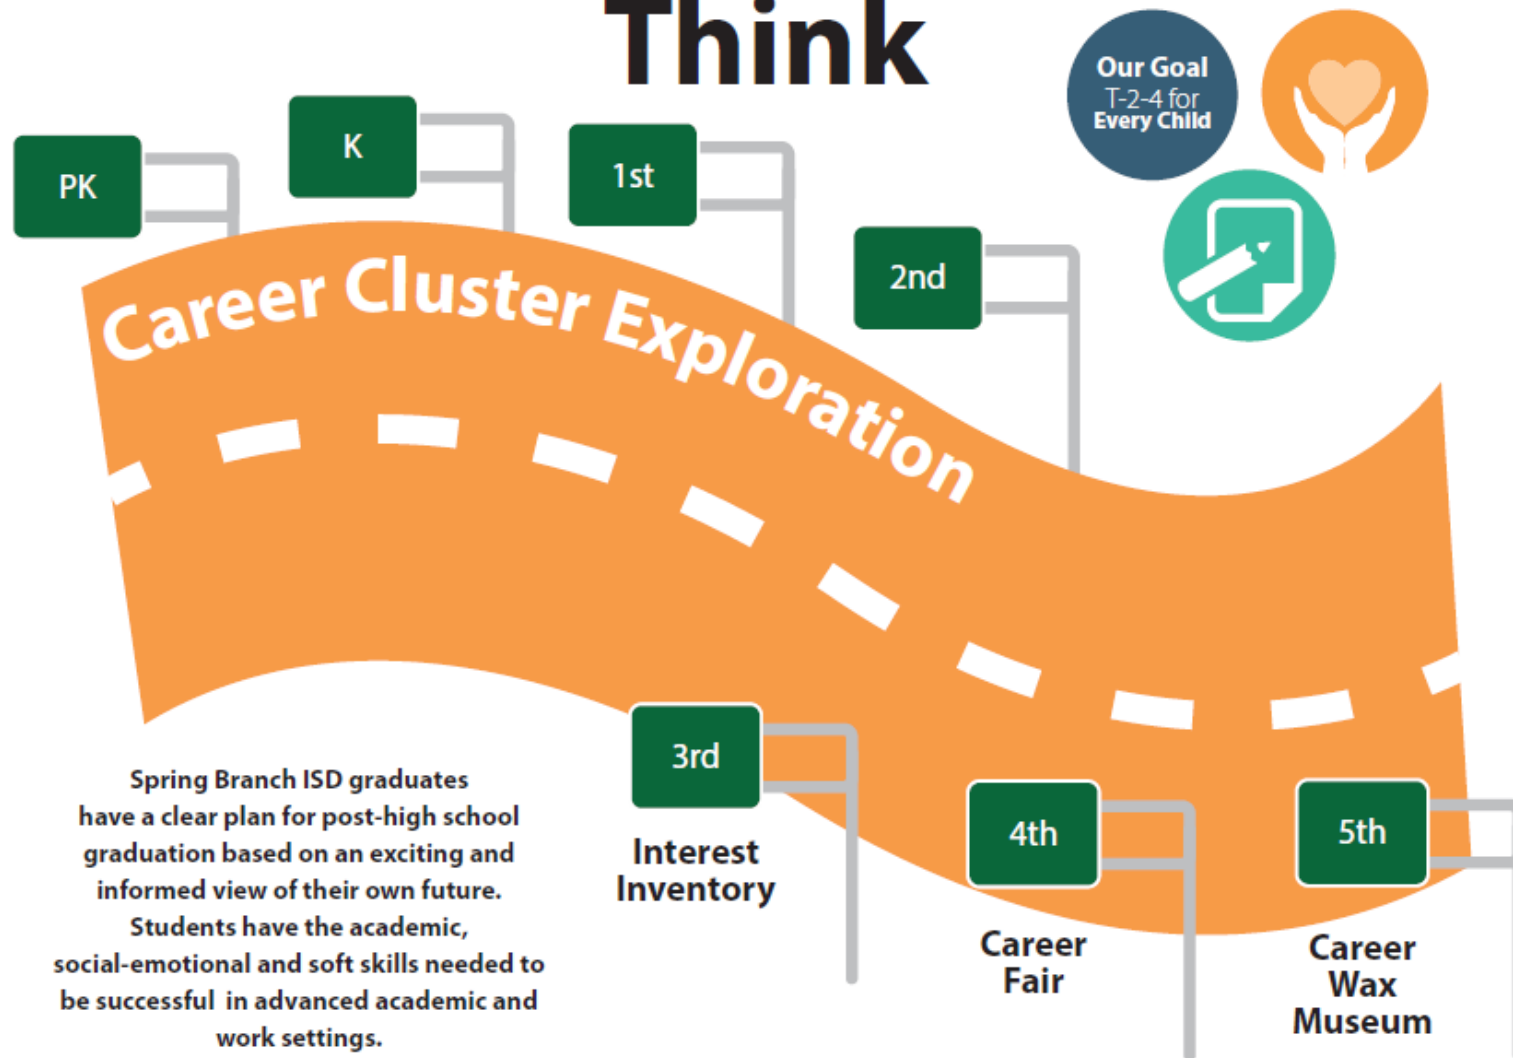 Think
Our Goal
T-2-4 for
Every Child
PK
K
1st
2nd
Career Cluster Exploration
3rd
Interest
Inventory
4th
Career
Fair
5th
Career
Wax
Museum
Spring Branch ISD graduates
have a clear plan for post-high school
graduation based on an exciting and
informed view of their own future.
Students have the academic,
social-emotional and soft skills needed to
be successful in advanced academic and
work settings.